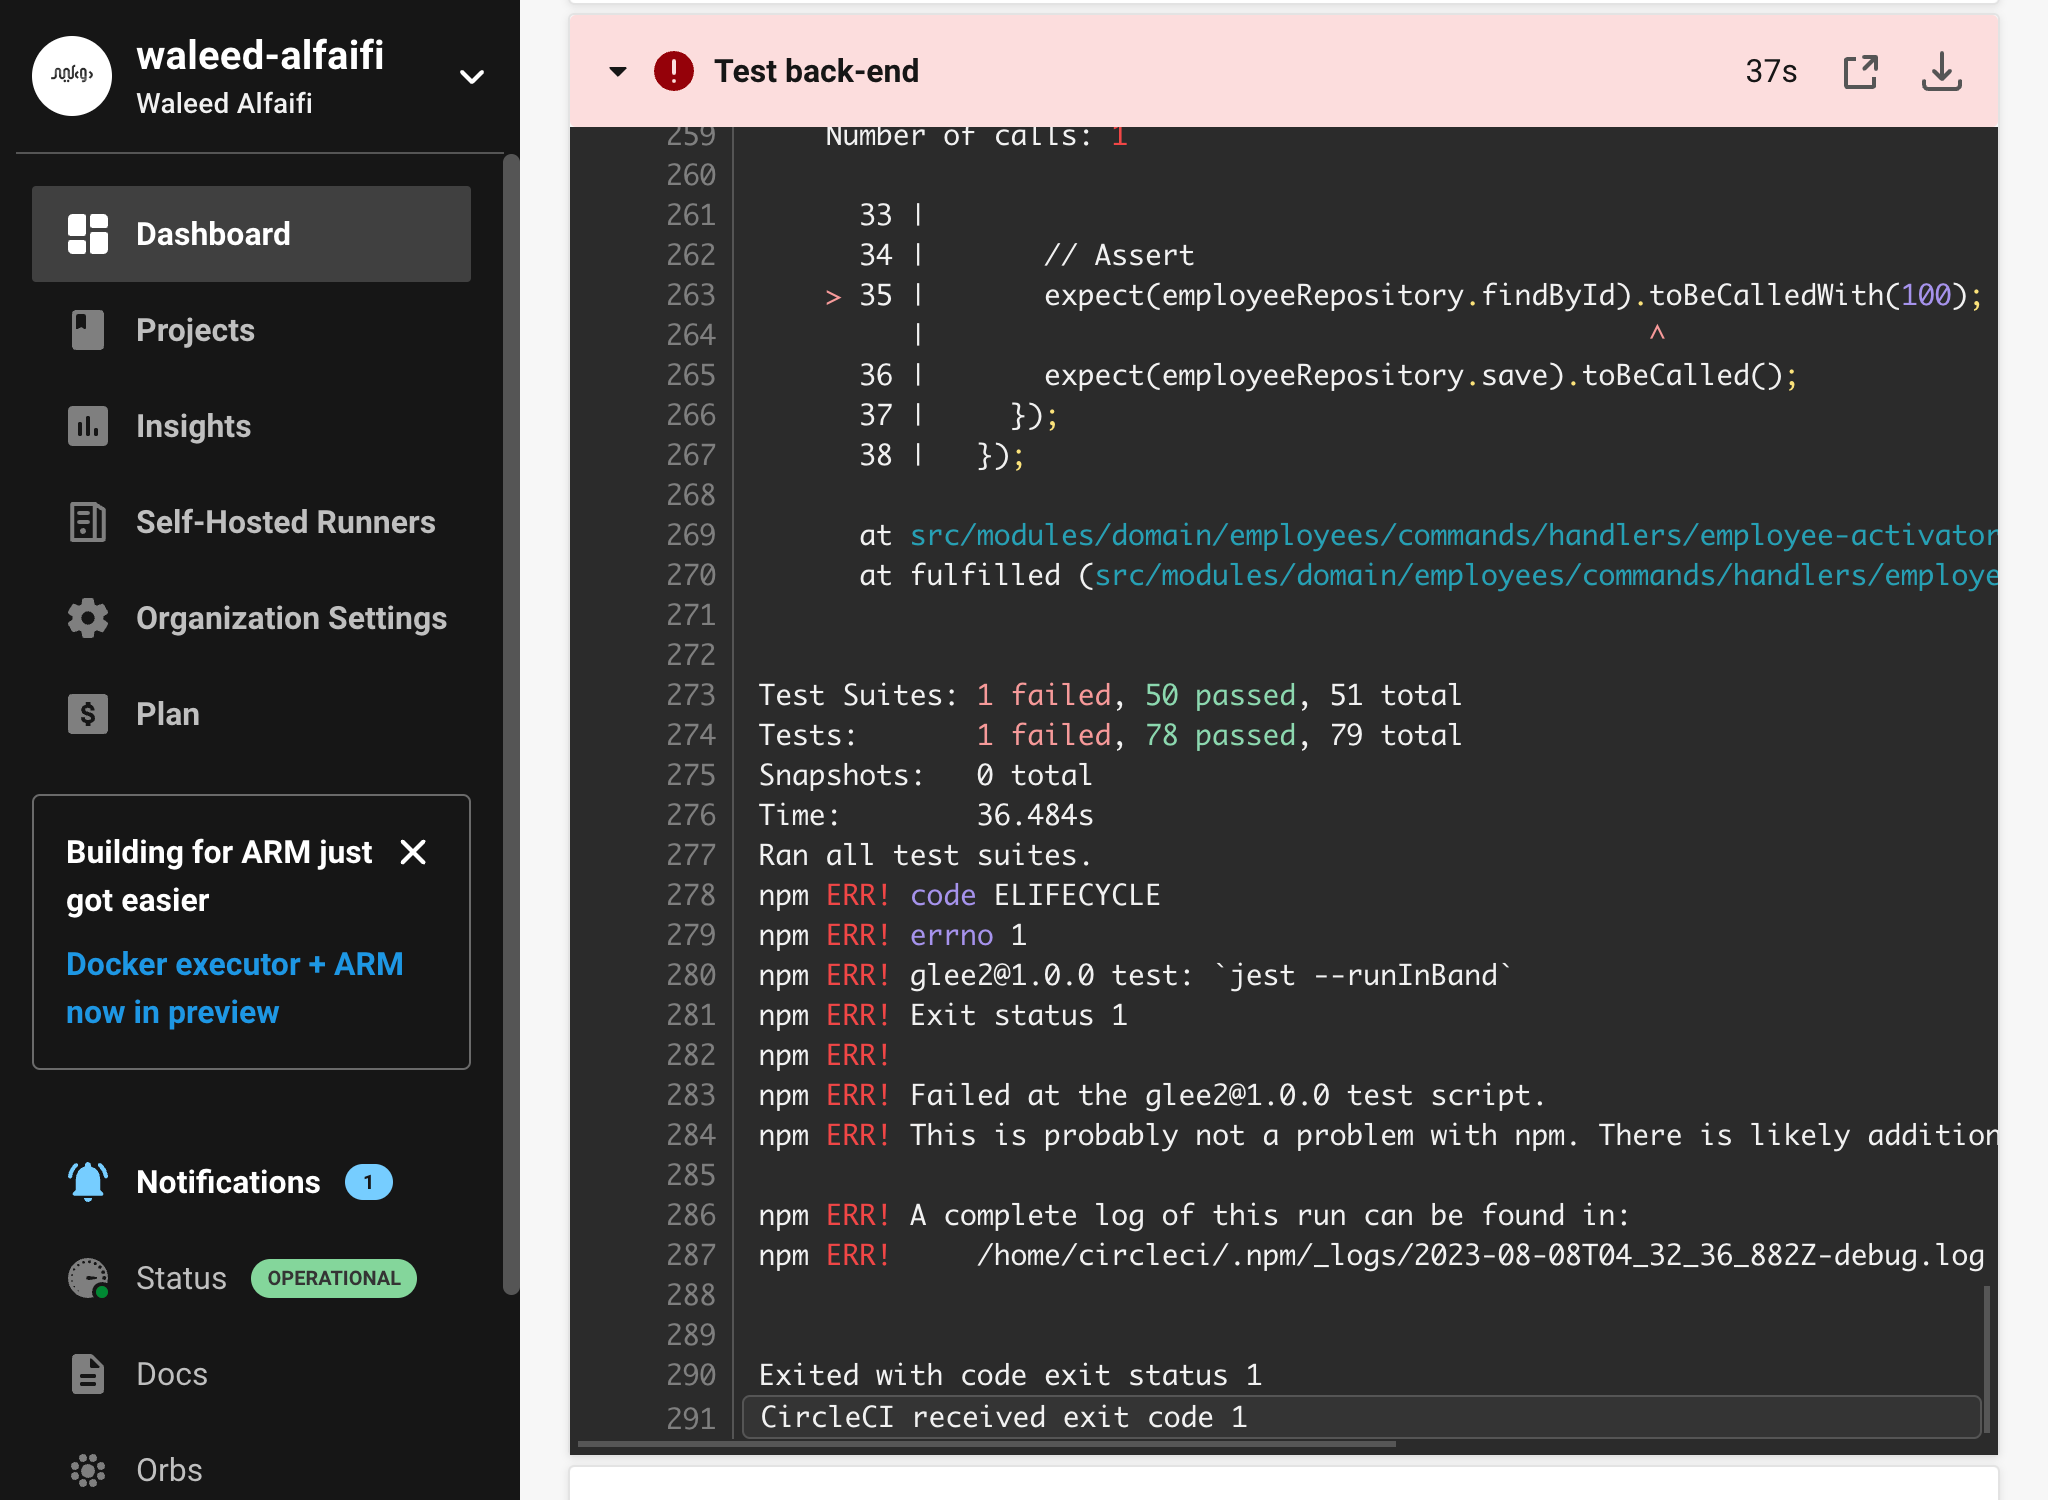 waleed-alfaifi
Waleed Alfaifi
Dashboard
Projects
Insights
Self-Hosted Runners
Organization Settings
Plan
Building for ARM just
got easier
Docker executor + ARM
now in preview
Notifications 1
Status OPERATIONAL
Docs
Orbs
Test back-end 37s
259 Number of calls: 1
260
261 33 |
262 34 | // Assert
263 > 35 | expect(employeeRepository.findById).toBeCalledWith(100);
264 | ^
265 36 | expect(employeeRepository.save).toBeCalled();
266 37 | });
267 38 | });
268
269 at src/modules/domain/employees/commands/handlers/employee-activator
270 at fulfilled (src/modules/domain/employees/commands/handlers/employe
271
272
273 Test Suites: 1 failed, 50 passed, 51 total
274 Tests: 1 failed, 78 passed, 79 total
275 Snapshots: 0 total
276 Time: 36.484s
277 Ran all test suites.
278 npm ERR! code ELIFECYCLE
279 npm ERR! errno 1
280 npm ERR! glee2@1.0.0 test: `jest --runInBand`
281 npm ERR! Exit status 1
282 npm ERR!
283 npm ERR! Failed at the glee2@1.0.0 test script.
284 npm ERR! This is probably not a problem with npm. There is likely addition
285
286 npm ERR! A complete log of this run can be found in:
287 npm ERR! /home/circleci/.npm/_logs/2023-08-08T04_32_36_882Z-debug.log
288
289
290 Exited with code exit status 1
291 CircleCI received exit code 1